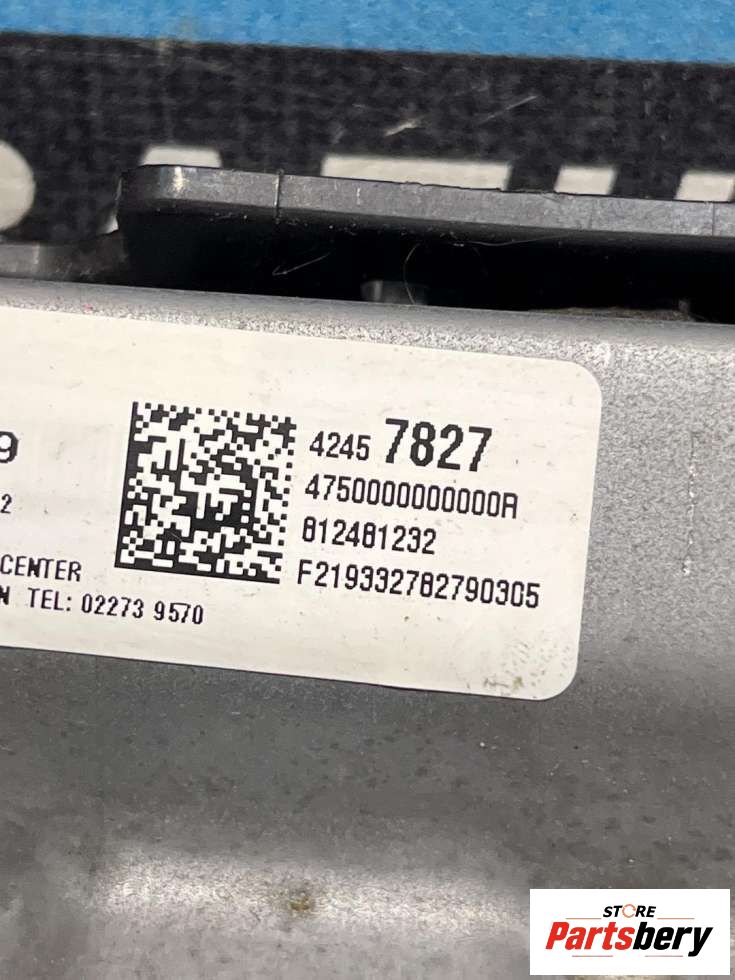 9
4245 7827
4750000000000A
2
812481232
CENTER
F219332782790305
N TEL: 02273 9570
STORE
Partsbery